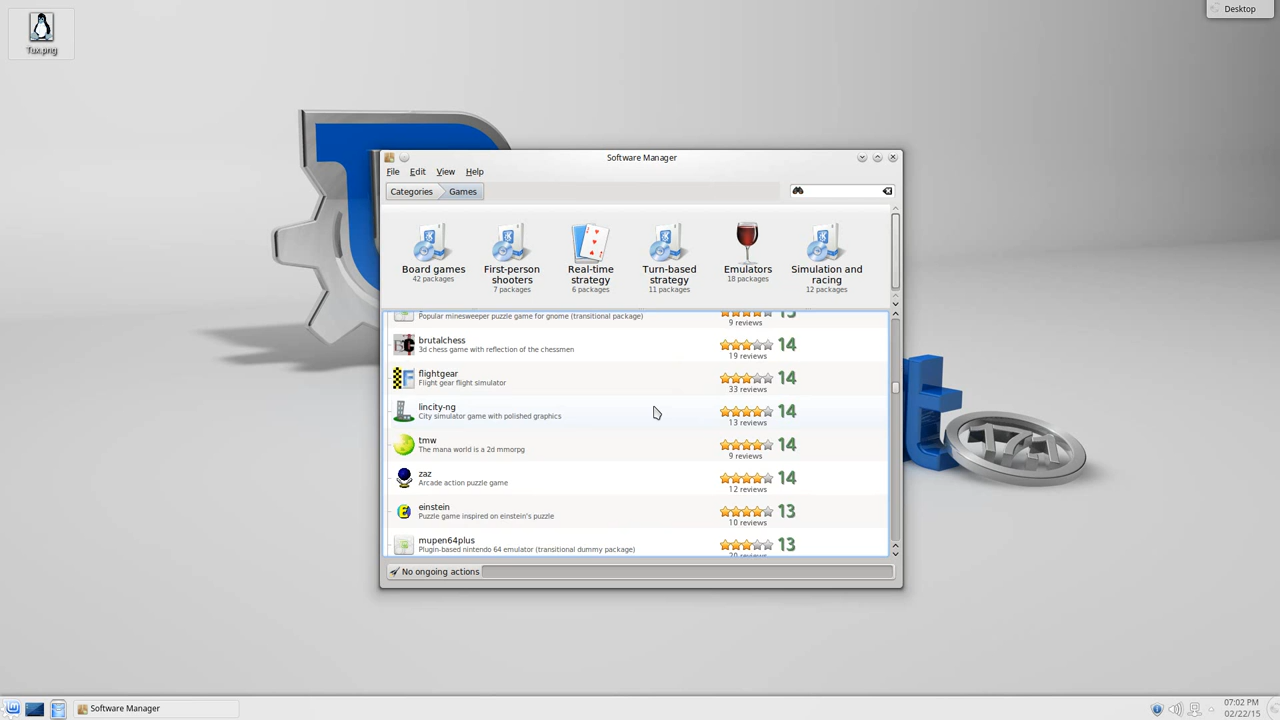 Tux.png
Desktop
Software Manager
File Edit View Help
Categories Games
Board games
42 packages
First-person shooters
7 packages
Real-time strategy
6 packages
Turn-based strategy
11 packages
Emulators
18 packages
Simulation and racing
12 packages
Popular minesweeper puzzle game for gnome (transitional package)
9 reviews
15
brutalchess
3d chess game with reflection of the chessmen
19 reviews
14
flightgear
Flight gear flight simulator
33 reviews
14
lincity-ng
City simulator game with polished graphics
13 reviews
14
tmw
The mana world is a 2d mmorpg
9 reviews
14
zaz
Arcade action puzzle game
12 reviews
14
einstein
Puzzle game inspired on einstein's puzzle
10 reviews
13
mupen64plus
Plugin-based nintendo 64 emulator (transitional dummy package)
20 reviews
13
No ongoing actions
t
17.1
Software Manager
07:02 PM
02/22/15